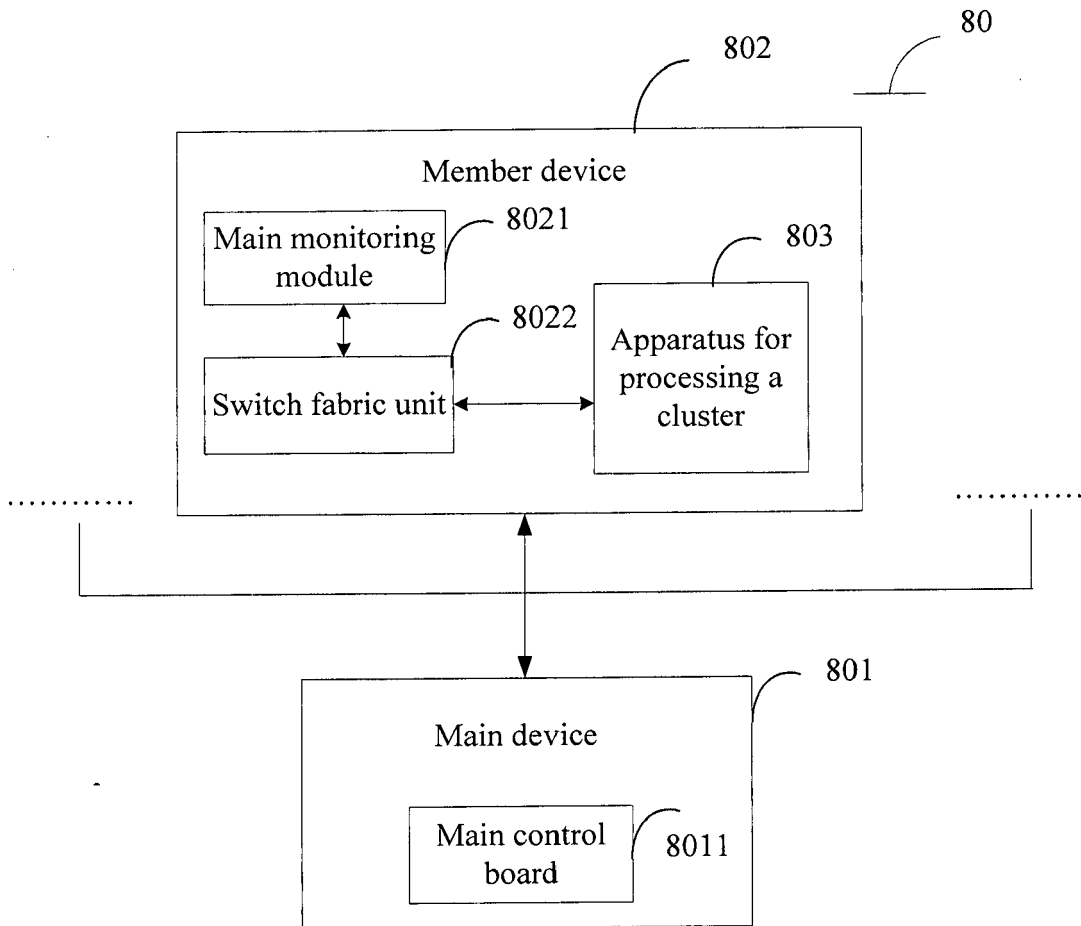 80
802
Member device
Main monitoring
module
8021
803
8022
Switch fabric unit
Apparatus for
processing a
cluster
801
Main device
Main control
board
8011